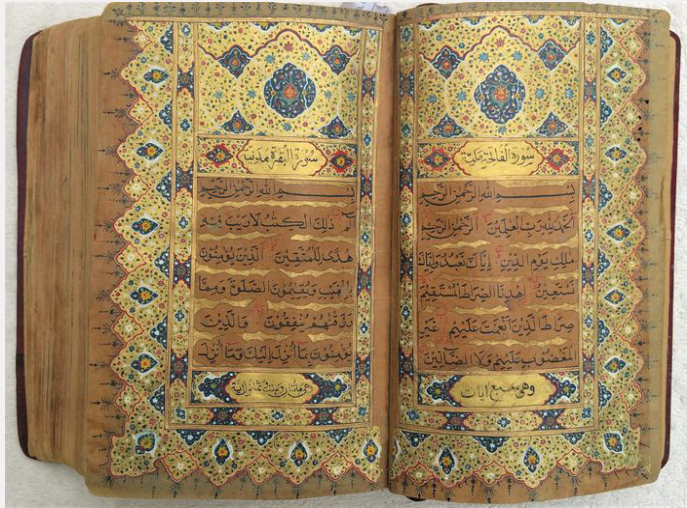 سورة الفاتحة مكية
بسم الله الرحمن الرحيم
الحمد لله رب العلمين الرحمن الرحيم
ملك يوم الدين اياك نعبد واياك
نستعين اهدنا الصراط المستقيم
صراط الذين انعمت عليهم غير
المغضوب عليهم ولا الضالين
وهي سبع ايات
سورة البقرة مدنية
بسم الله الرحمن الرحيم
الم ذلك الكتب لا ريب فيه
هدى للمتقين الذين يؤمنون
بالغيب ويقيمون الصلوة ومما
رزقنهم ينفقون والذين
يؤمنون بما انزل اليك وما انزل